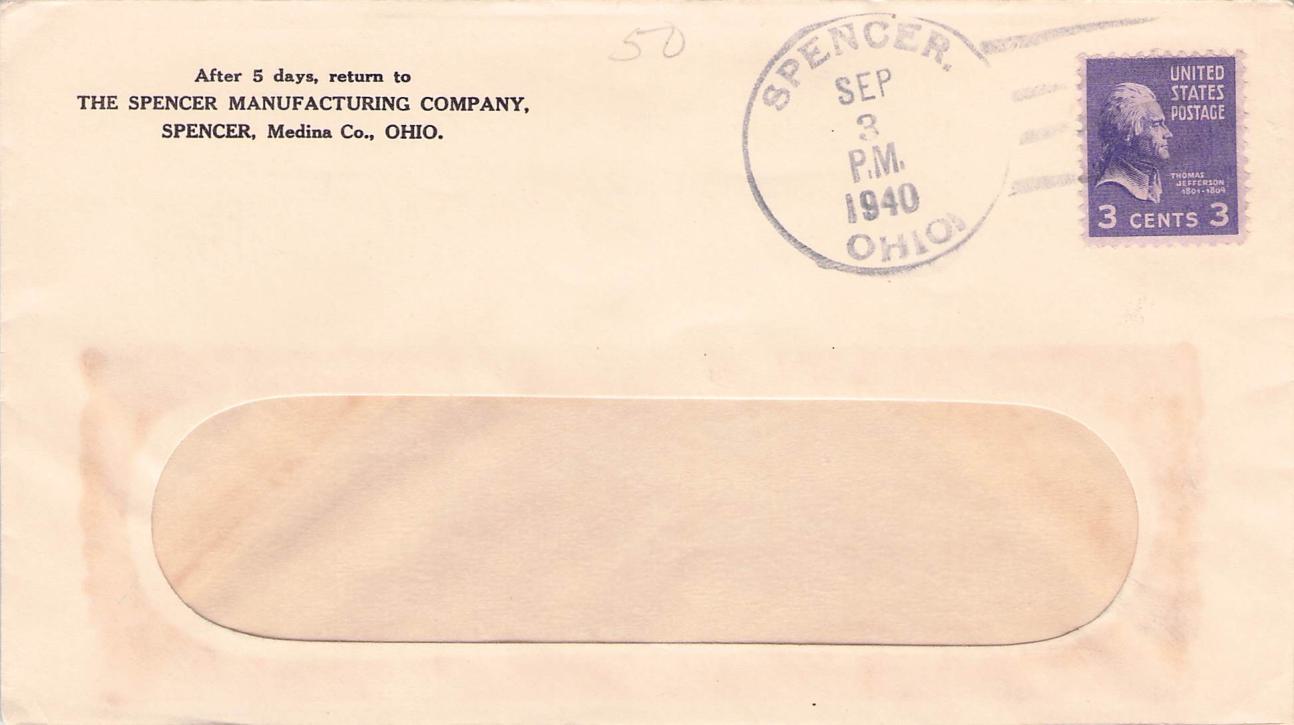 50
After 5 days, return to
THE SPENCER MANUFACTURING COMPANY,
SPENCER, Medina Co., OHIO.
SPENCER.
SEP
3
P.M.
1940
OHIO
UNITED
STATES
POSTAGE
THOMAS
JEFFERSON
1801-1809
3 CENTS 3